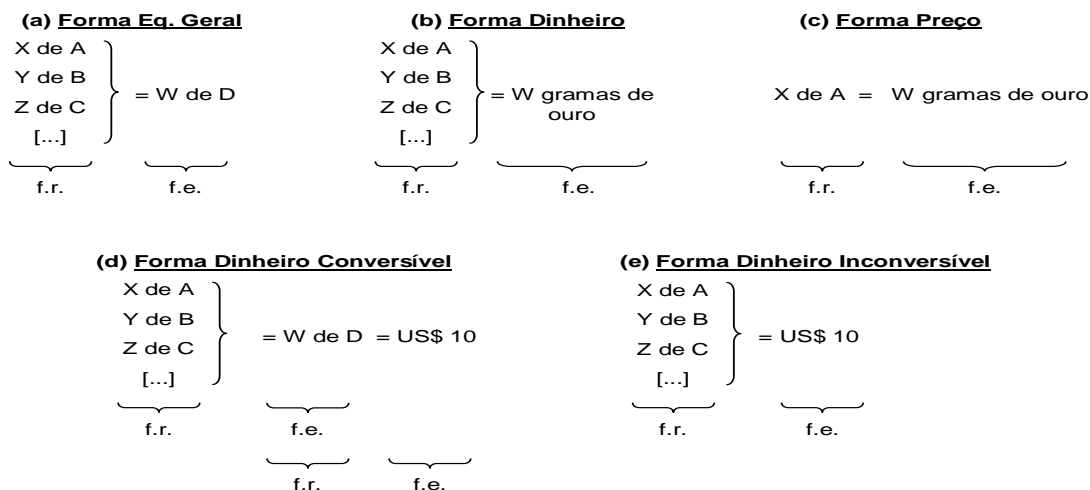 (a) Forma Eq. Geral
X de A
Y de B
Z de C
[...]
= W de D
f.r.
f.e.
(b) Forma Dinheiro
X de A
Y de B
Z de C
[...]
= W gramas de
ouro
f.r.
f.e.
(c) Forma Preço
X de A = W gramas de ouro
f.r.
f.e.
(d) Forma Dinheiro Conversível
X de A
Y de B
Z de C
[...]
= W de D = US$ 10
f.r.
f.e.
f.r.
f.e.
(e) Forma Dinheiro Inconversível
X de A
Y de B
Z de C
[...]
= US$ 10
f.r.
f.e.